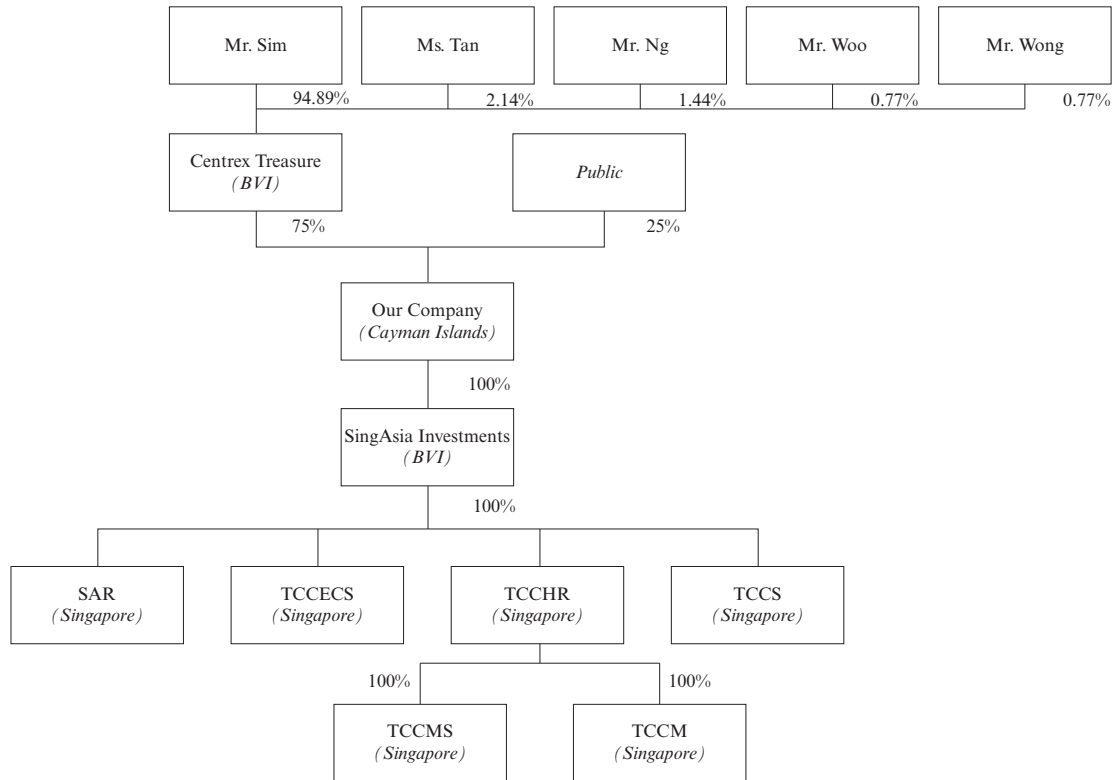 Mr. Sim
Ms. Tan
Mr. Ng
Mr. Woo
Mr. Wong
94.89%
2.14%
1.44%
0.77%
0.77%
Centrex Treasure
(BVI)
Public
75%
25%
Our Company
(Cayman Islands)
100%
SingAsia Investments
(BVI)
100%
SAR
(Singapore)
TCCECS
(Singapore)
TCCHR
(Singapore)
TCCS
(Singapore)
100%
100%
TCCMS
(Singapore)
TCCM
(Singapore)